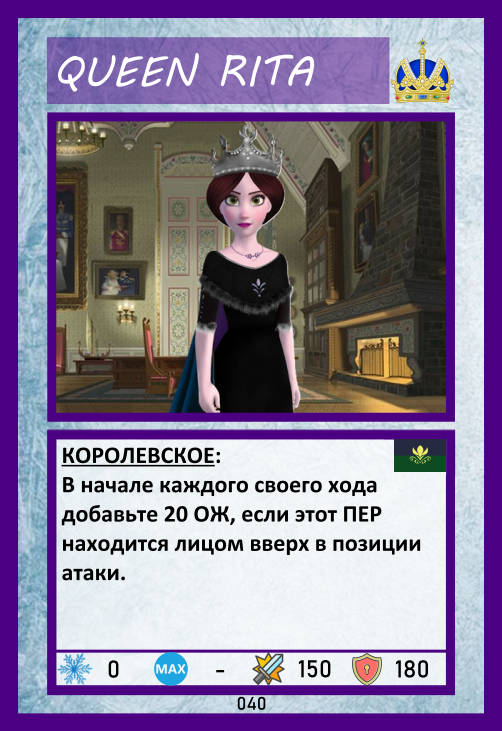 QUEEN RITA
КОРОЛЕВСКОЕ:
В начале каждого своего хода
добавьте 20 ОЖ, если этот ПЕР
находится лицом вверх в позиции
атаки.
0 MAX - 150 180
040